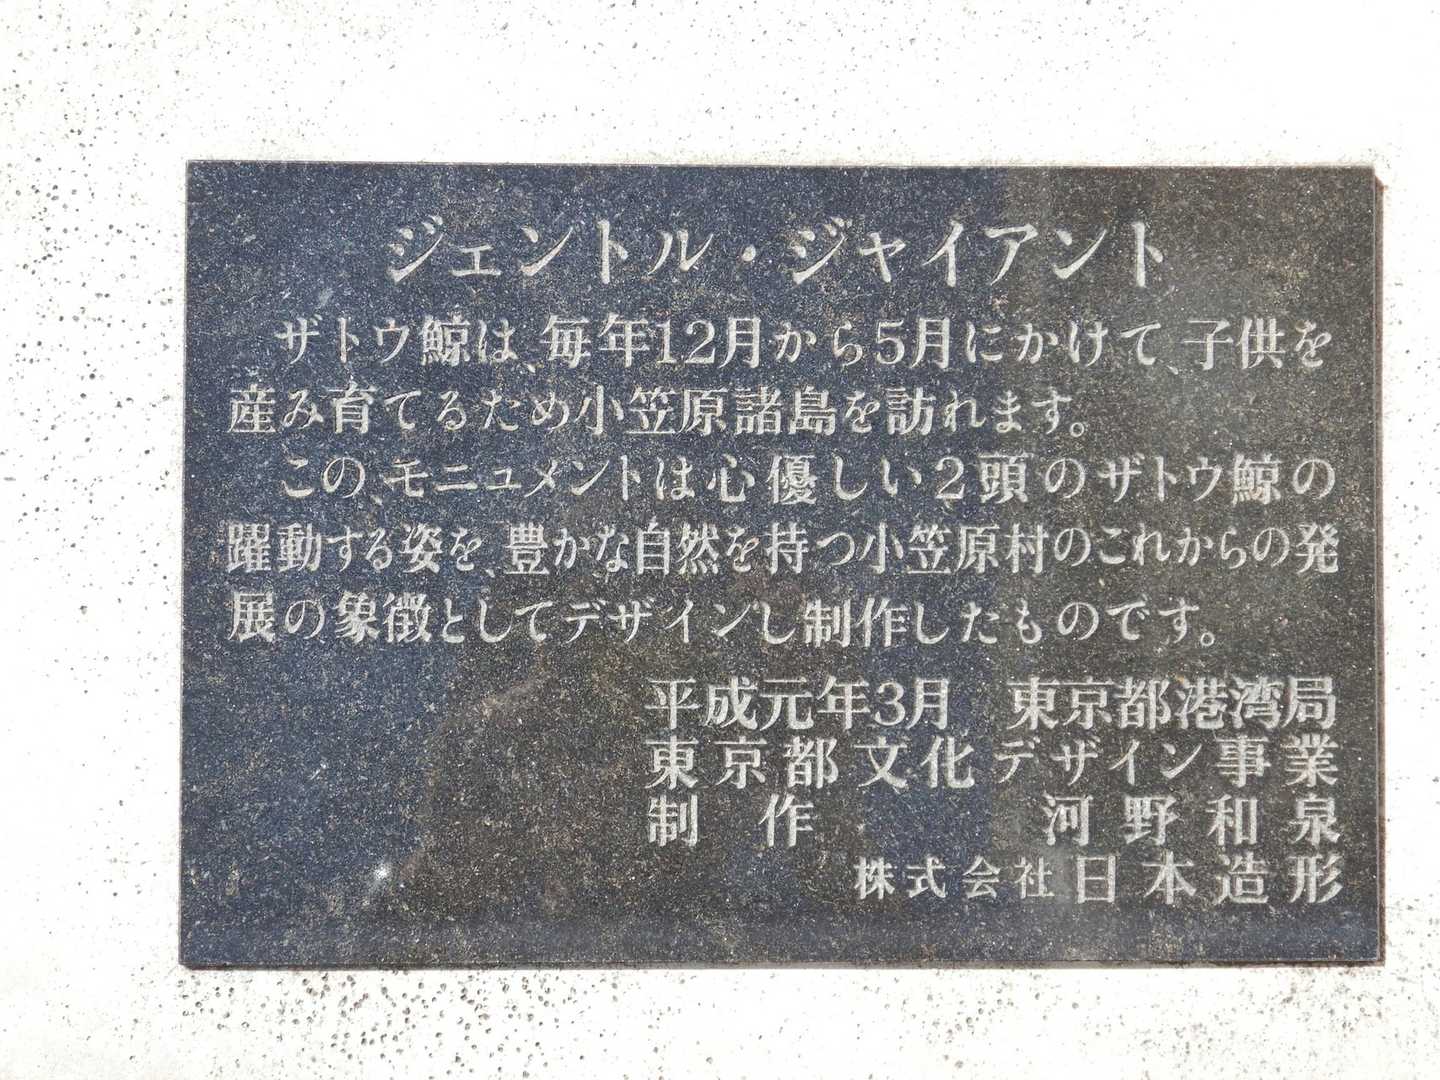 ジェントル・ジャイアント
ザトウ鯨は、毎年12月から5月にかけて、子供を
産み育てるため小笠原諸島を訪れます。
この、モニュメントは心優しい2頭のザトウ鯨の
躍動する姿を、豊かな自然を持つ小笠原村のこれからの発
展の象徴としてデザインし制作したものです。
平成元年3月 東京都港湾局
東京都文化デザイン事業
制作 河野和泉
株式会社日本造形